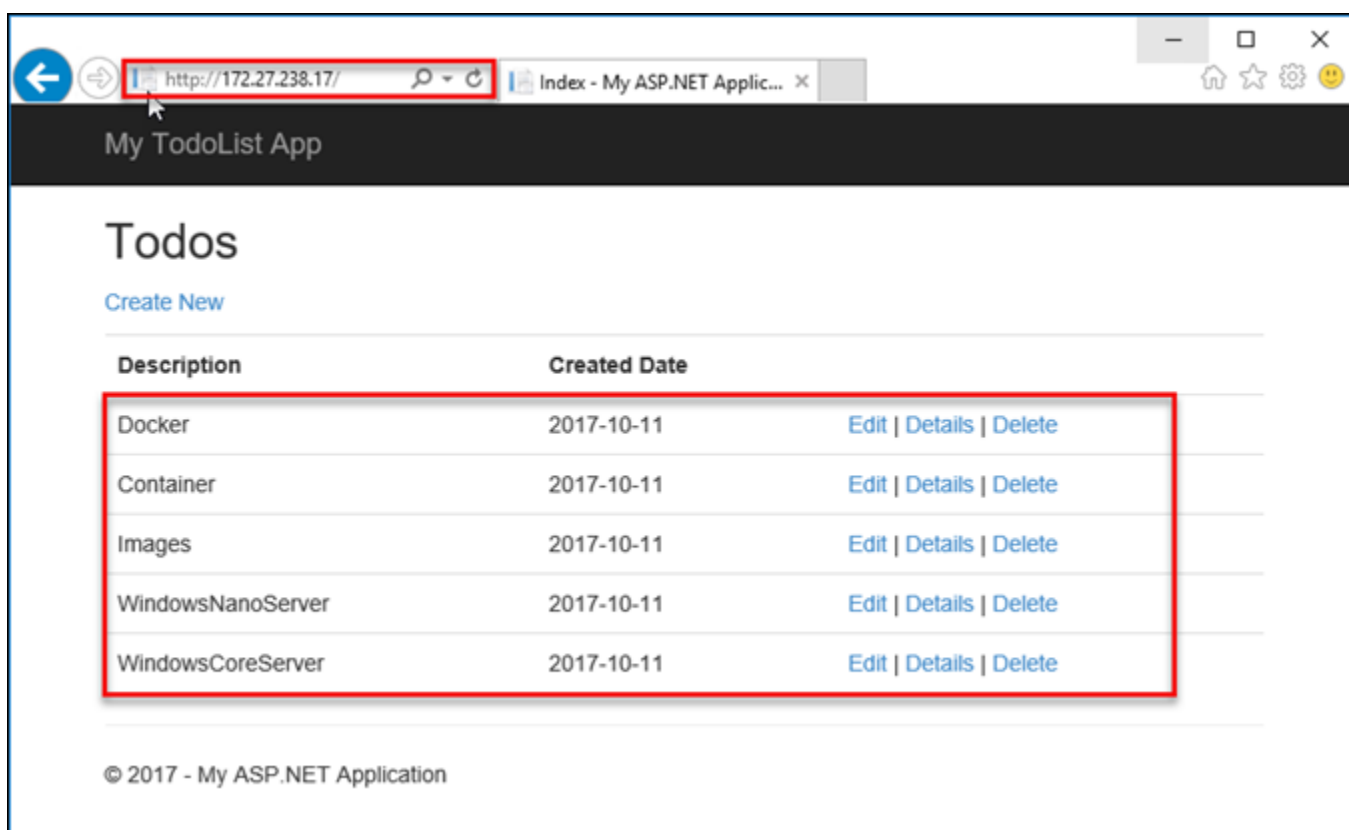 http://172.27.238.17/
Index - My ASP.NET Applic...
My TodoList App
Todos
Create New
Description Created Date
Docker 2017-10-11 Edit | Details | Delete
Container 2017-10-11 Edit | Details | Delete
Images 2017-10-11 Edit | Details | Delete
WindowsNanoServer 2017-10-11 Edit | Details | Delete
WindowsCoreServer 2017-10-11 Edit | Details | Delete
© 2017 - My ASP.NET Application